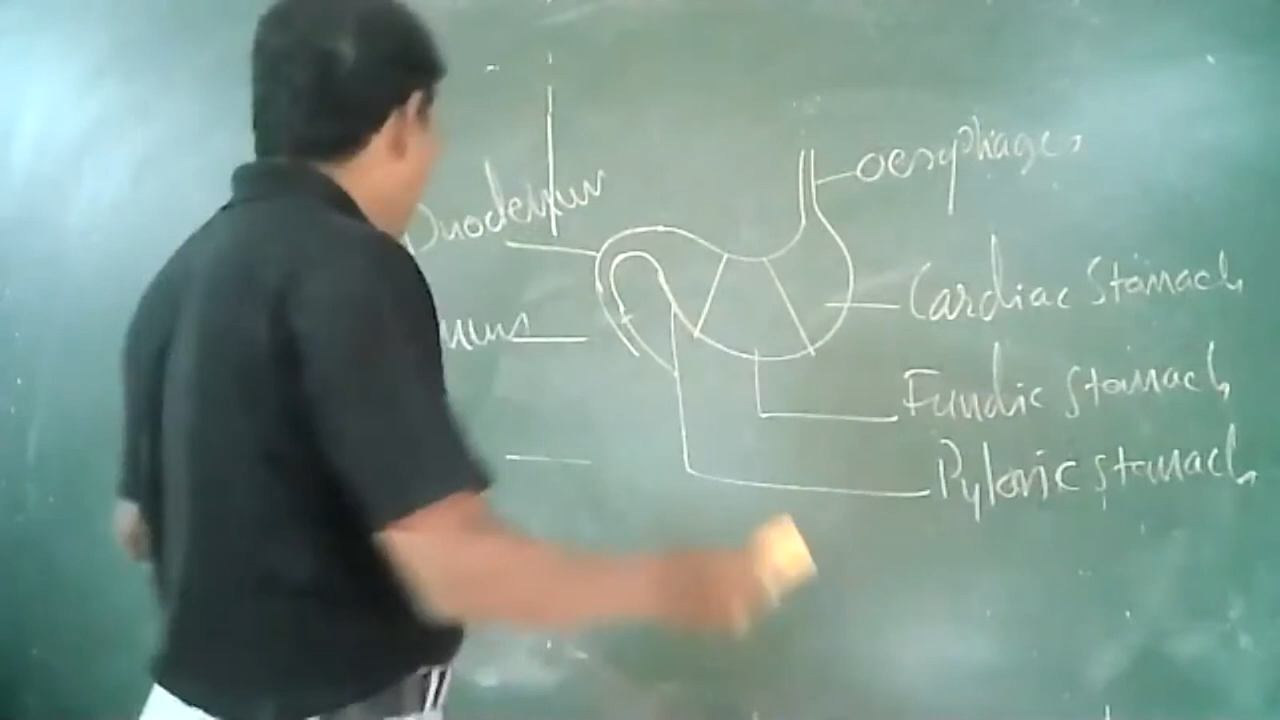 oesophagus
Duodenum
Cardiac Stomach
Fundic Stomach
Pyloric stomach